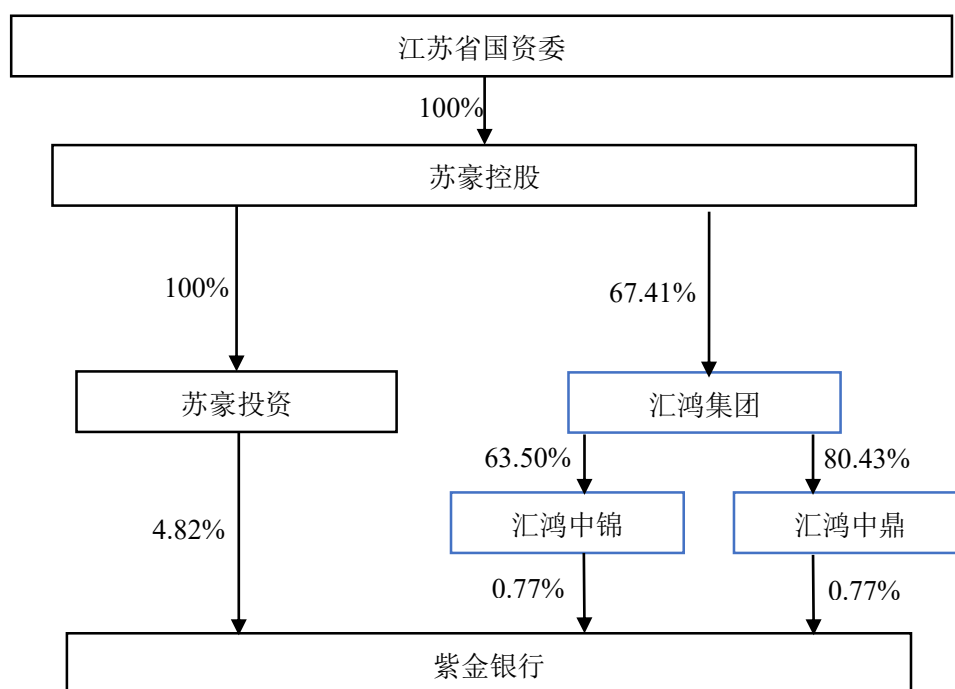 江苏省国资委
100%
苏豪控股
100%
67.41%
苏豪投资
汇鸿集团
63.50%
80.43%
4.82%
汇鸿中锦
汇鸿中鼎
0.77%
0.77%
紫金银行